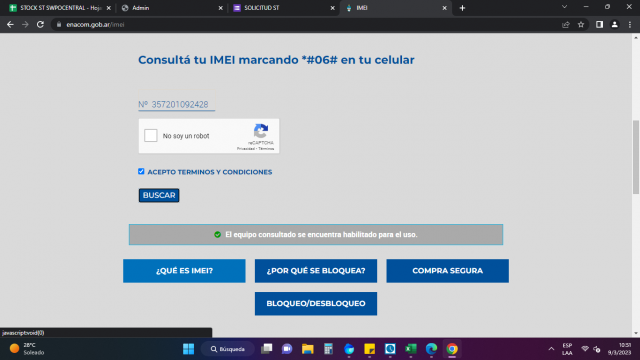 STOCK ST SWPOCENTRAL - Hoja
Admin
SOLICITUD ST
IMEI
enacom.gob.ar/imei
Consultá tu IMEI marcando *#06# en tu celular
Nº 357201092428
No soy un robot
reCAPTCHA
Privacidad - Términos
ACEPTO TERMINOS Y CONDICIONES
BUSCAR
El equipo consultado se encuentra habilitado para el uso.
¿QUÉ ES IMEI?
¿POR QUÉ SE BLOQUEA?
COMPRA SEGURA
BLOQUEO/DESBLOQUEO
javascript:void(0)
28°C
Soleado
Búsqueda
ESP
LAA
10:51
9/3/2023